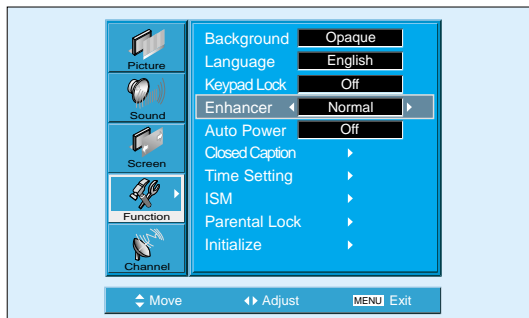 Picture
Sound
Screen
Function
Channel
Background Opaque
Language English
Keypad Lock Off
Enhancer Normal
Auto Power Off
Closed Caption
Time Setting
ISM
Parental Lock
Initialize
Move Adjust MENU Exit